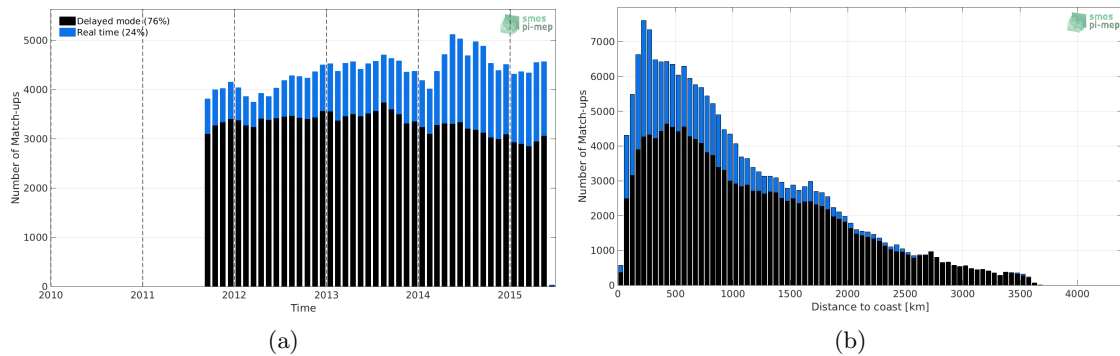 Delayed mode (76%)
Real time (24%)
smos
pi-mep
5000
4000
3000
2000
1000
0
Number of Match-ups
2010 2011 2012 2013 2014 2015
Time
(a)
smos
pi-mep
7000
6000
5000
4000
3000
2000
1000
0
Number of Match-ups
0 500 1000 1500 2000 2500 3000 3500 4000
Distance to coast [km]
(b)